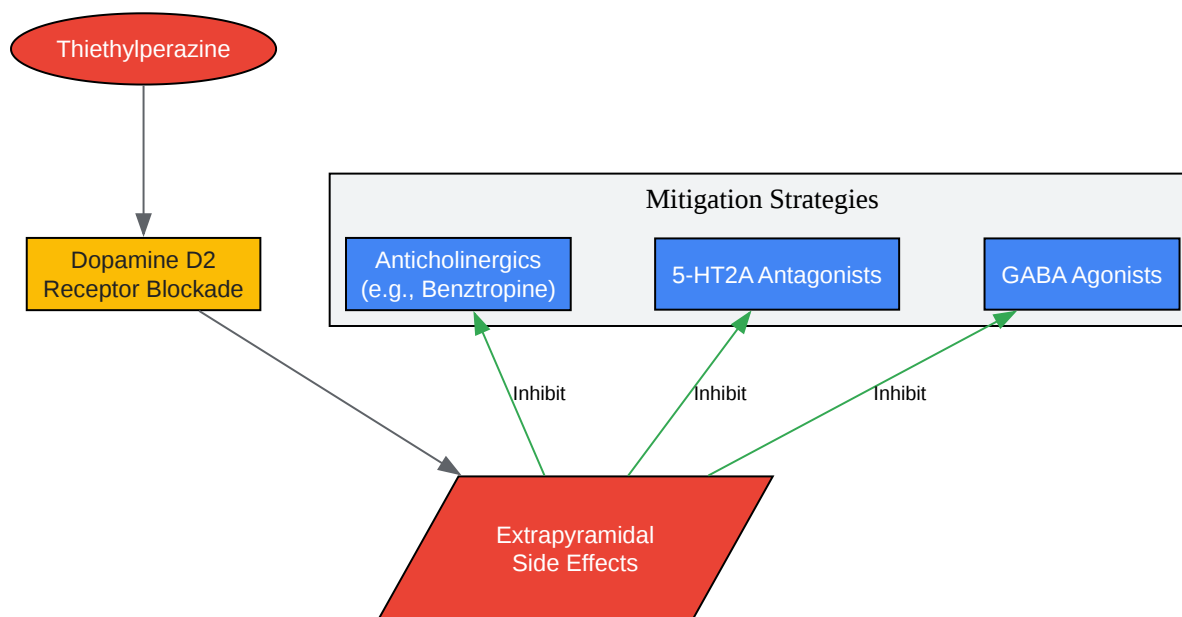 Thiethylperazine
Mitigation Strategies
Dopamine D2
Receptor Blockade
Anticholinergics
(e.g., Benztropine)
5-HT2A Antagonists
GABA Agonists
Inhibit
Inhibit
Inhibit
Extrapyramidal
Side Effects